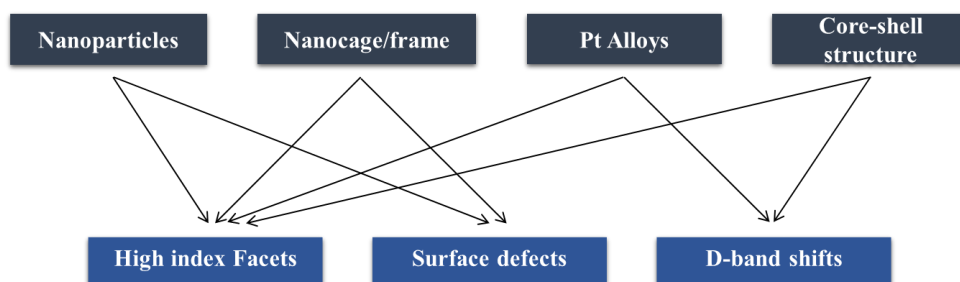 Nanoparticles
Nanocage/frame
Pt Alloys
Core-shell
structure
High index Facets
Surface defects
D-band shifts